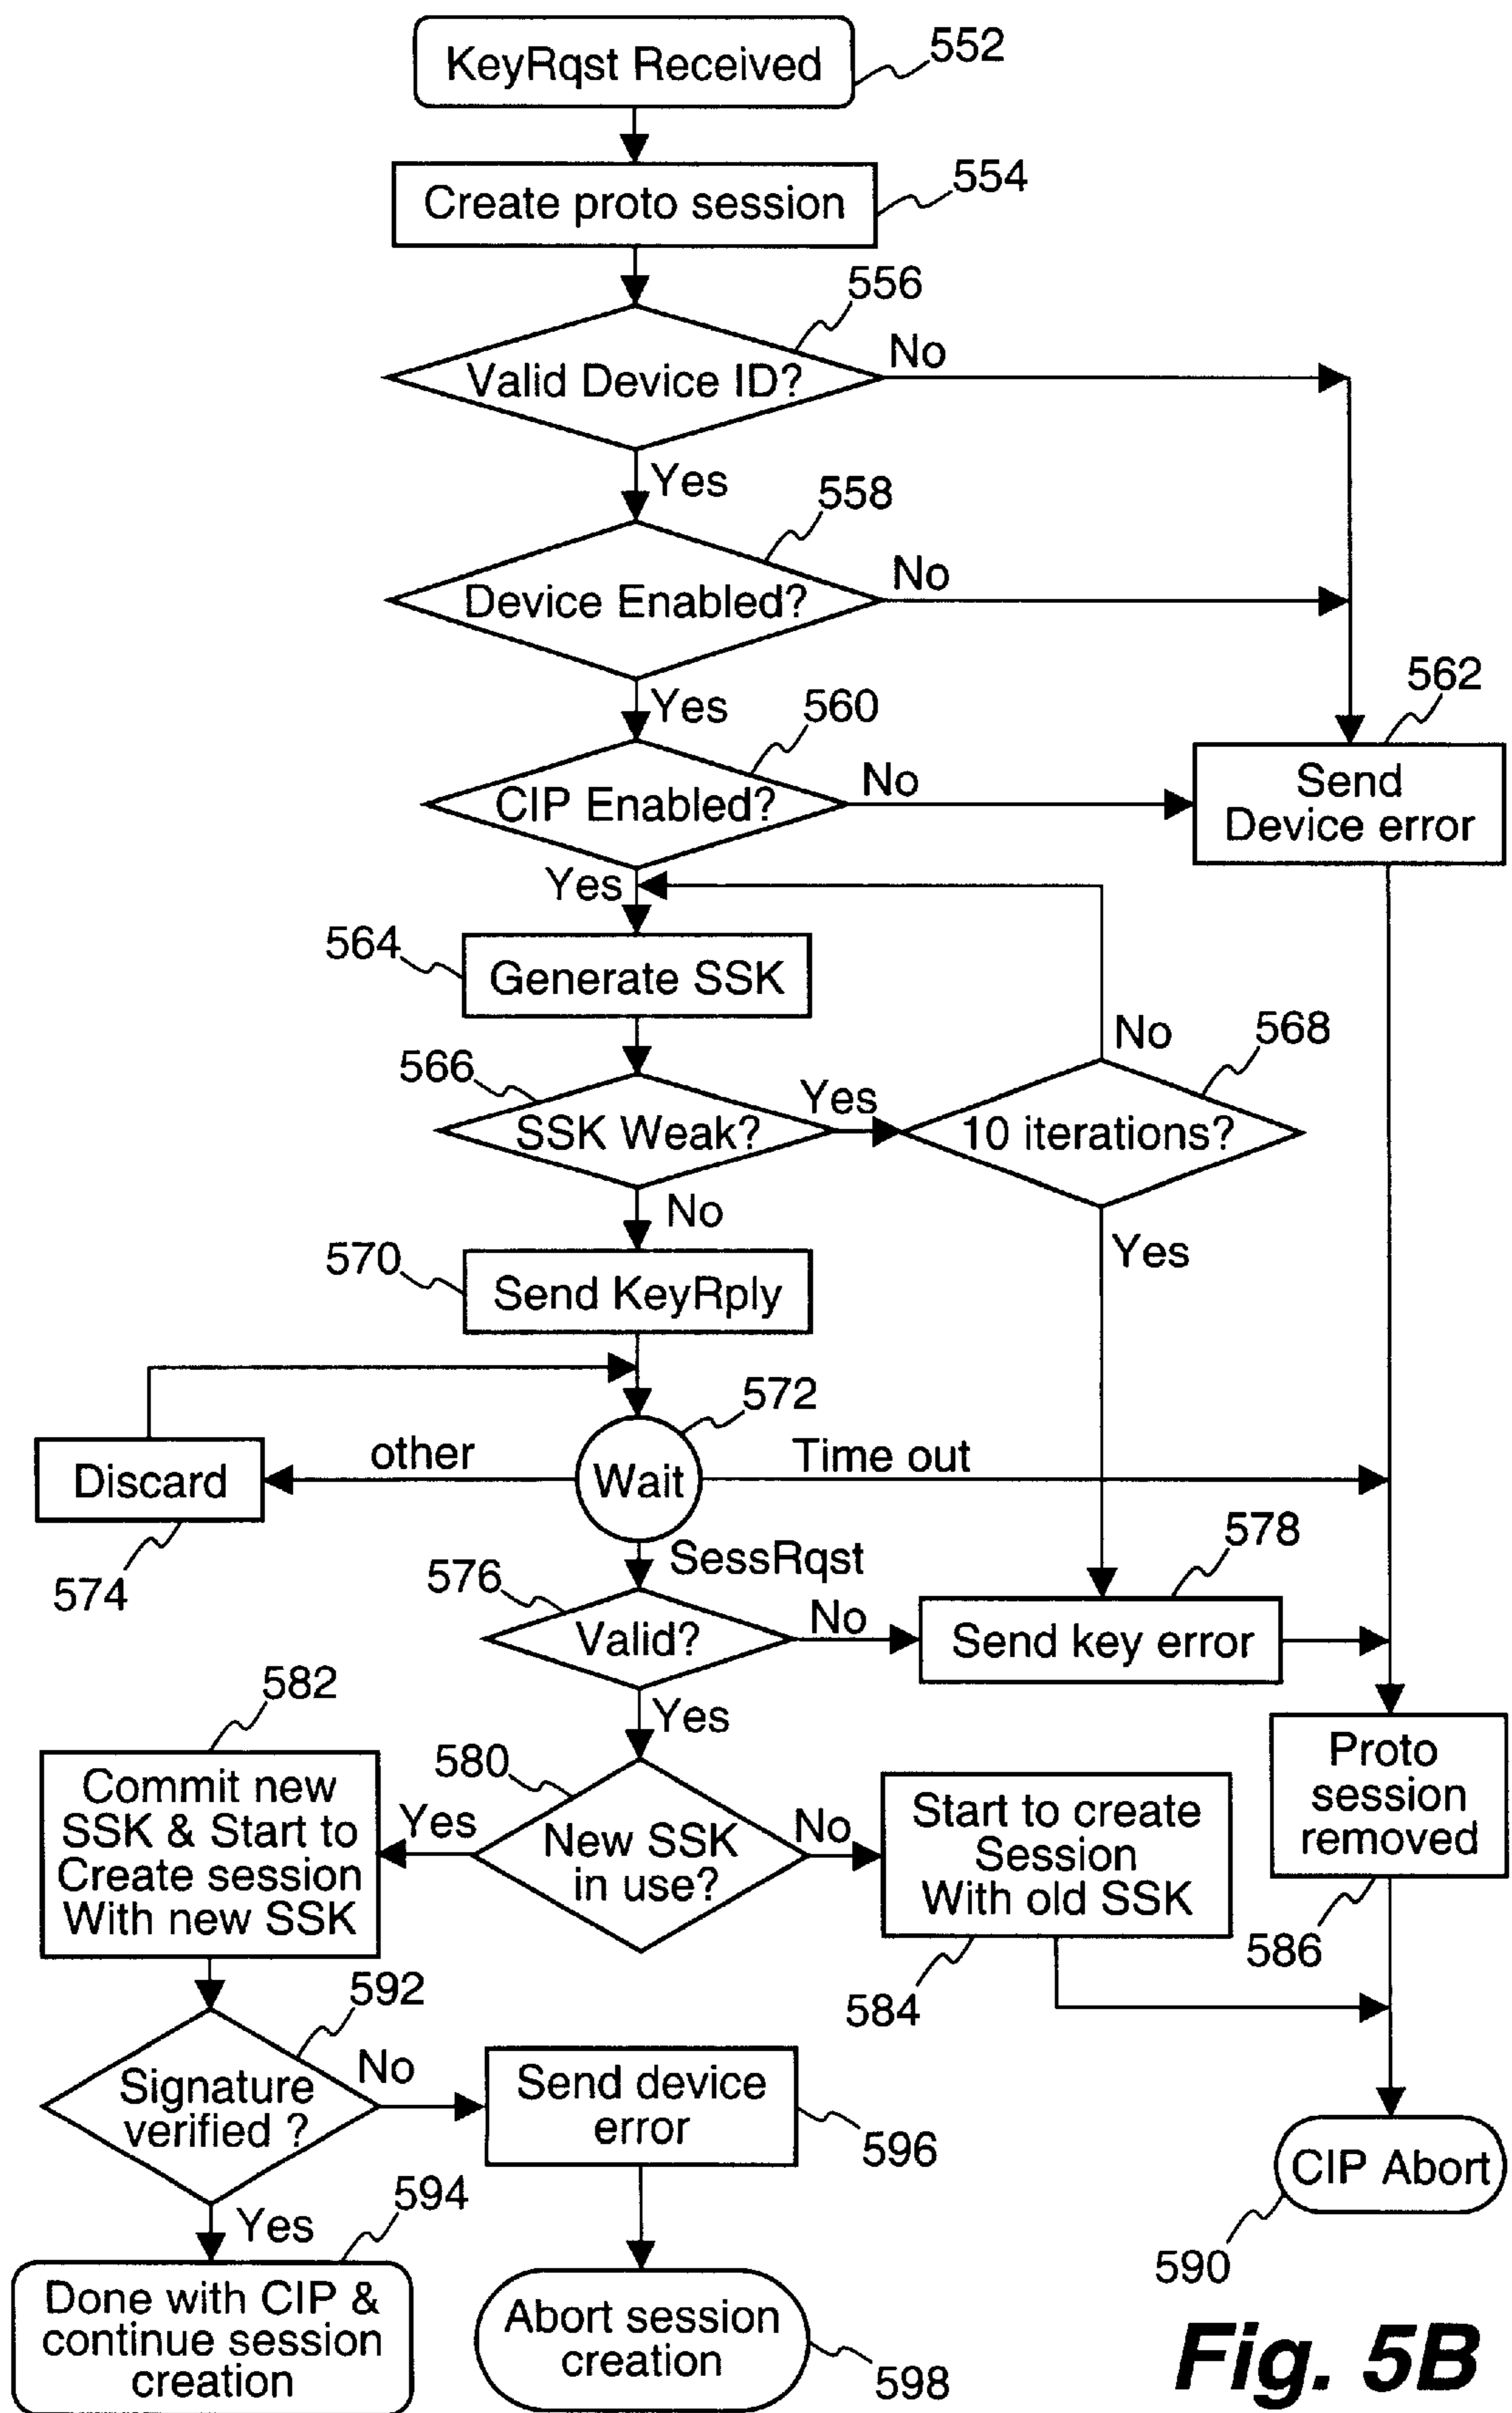 KeyRqst Received
552
Create proto session
554
556
Valid Device ID?
No
Yes
558
Device Enabled?
No
Yes
560
562
CIP Enabled?
No
Send
Device error
Yes
564
Generate SSK
No
568
566
SSK Weak?
Yes
10 iterations?
No
Yes
570
Send KeyRply
572
other
Wait
Time out
Discard
574
SessRqst
578
576
Valid?
No
Send key error
582
Yes
Commit new
SSK & Start to
Create session
With new SSK
580
Yes
New SSK
in use?
No
Start to create
Session
With old SSK
Proto
session
removed
586
584
592
Signature
verified ?
No
Send device
error
596
CIP Abort
590
Yes
594
Done with CIP &
continue session
creation
Abort session
creation
598
Fig. 5B